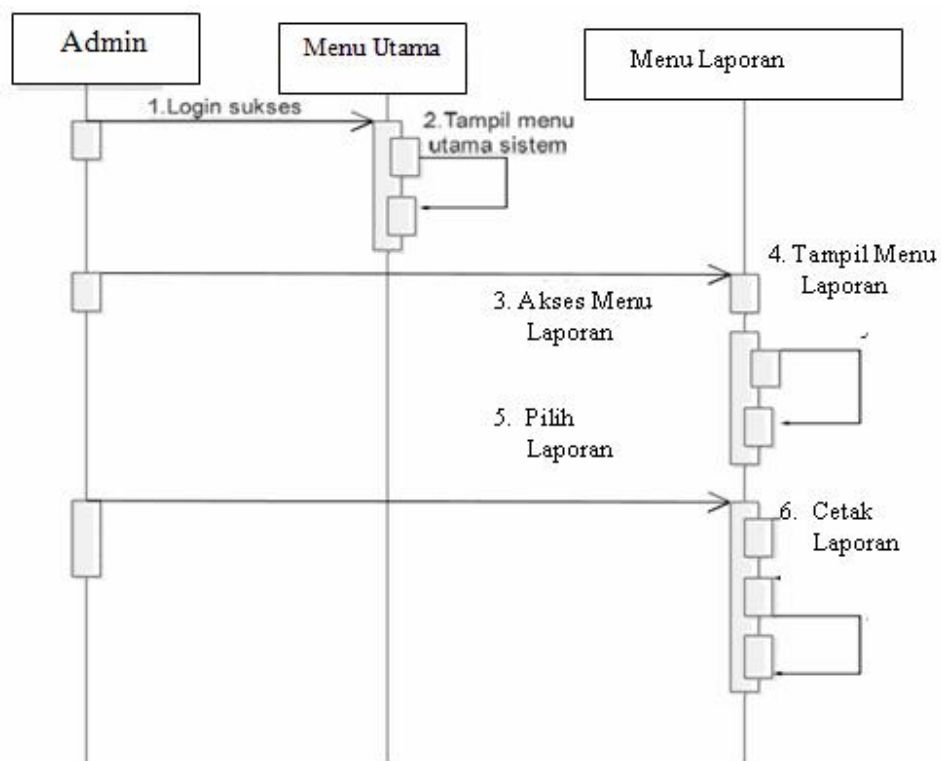 Admin
Menu Utama
Menu Laporan
1.Login sukses
2.Tampil menu
utama sistem
3. Akses Menu
Laporan
4. Tampil Menu
Laporan
5. Pilih
Laporan
6. Cetak
Laporan